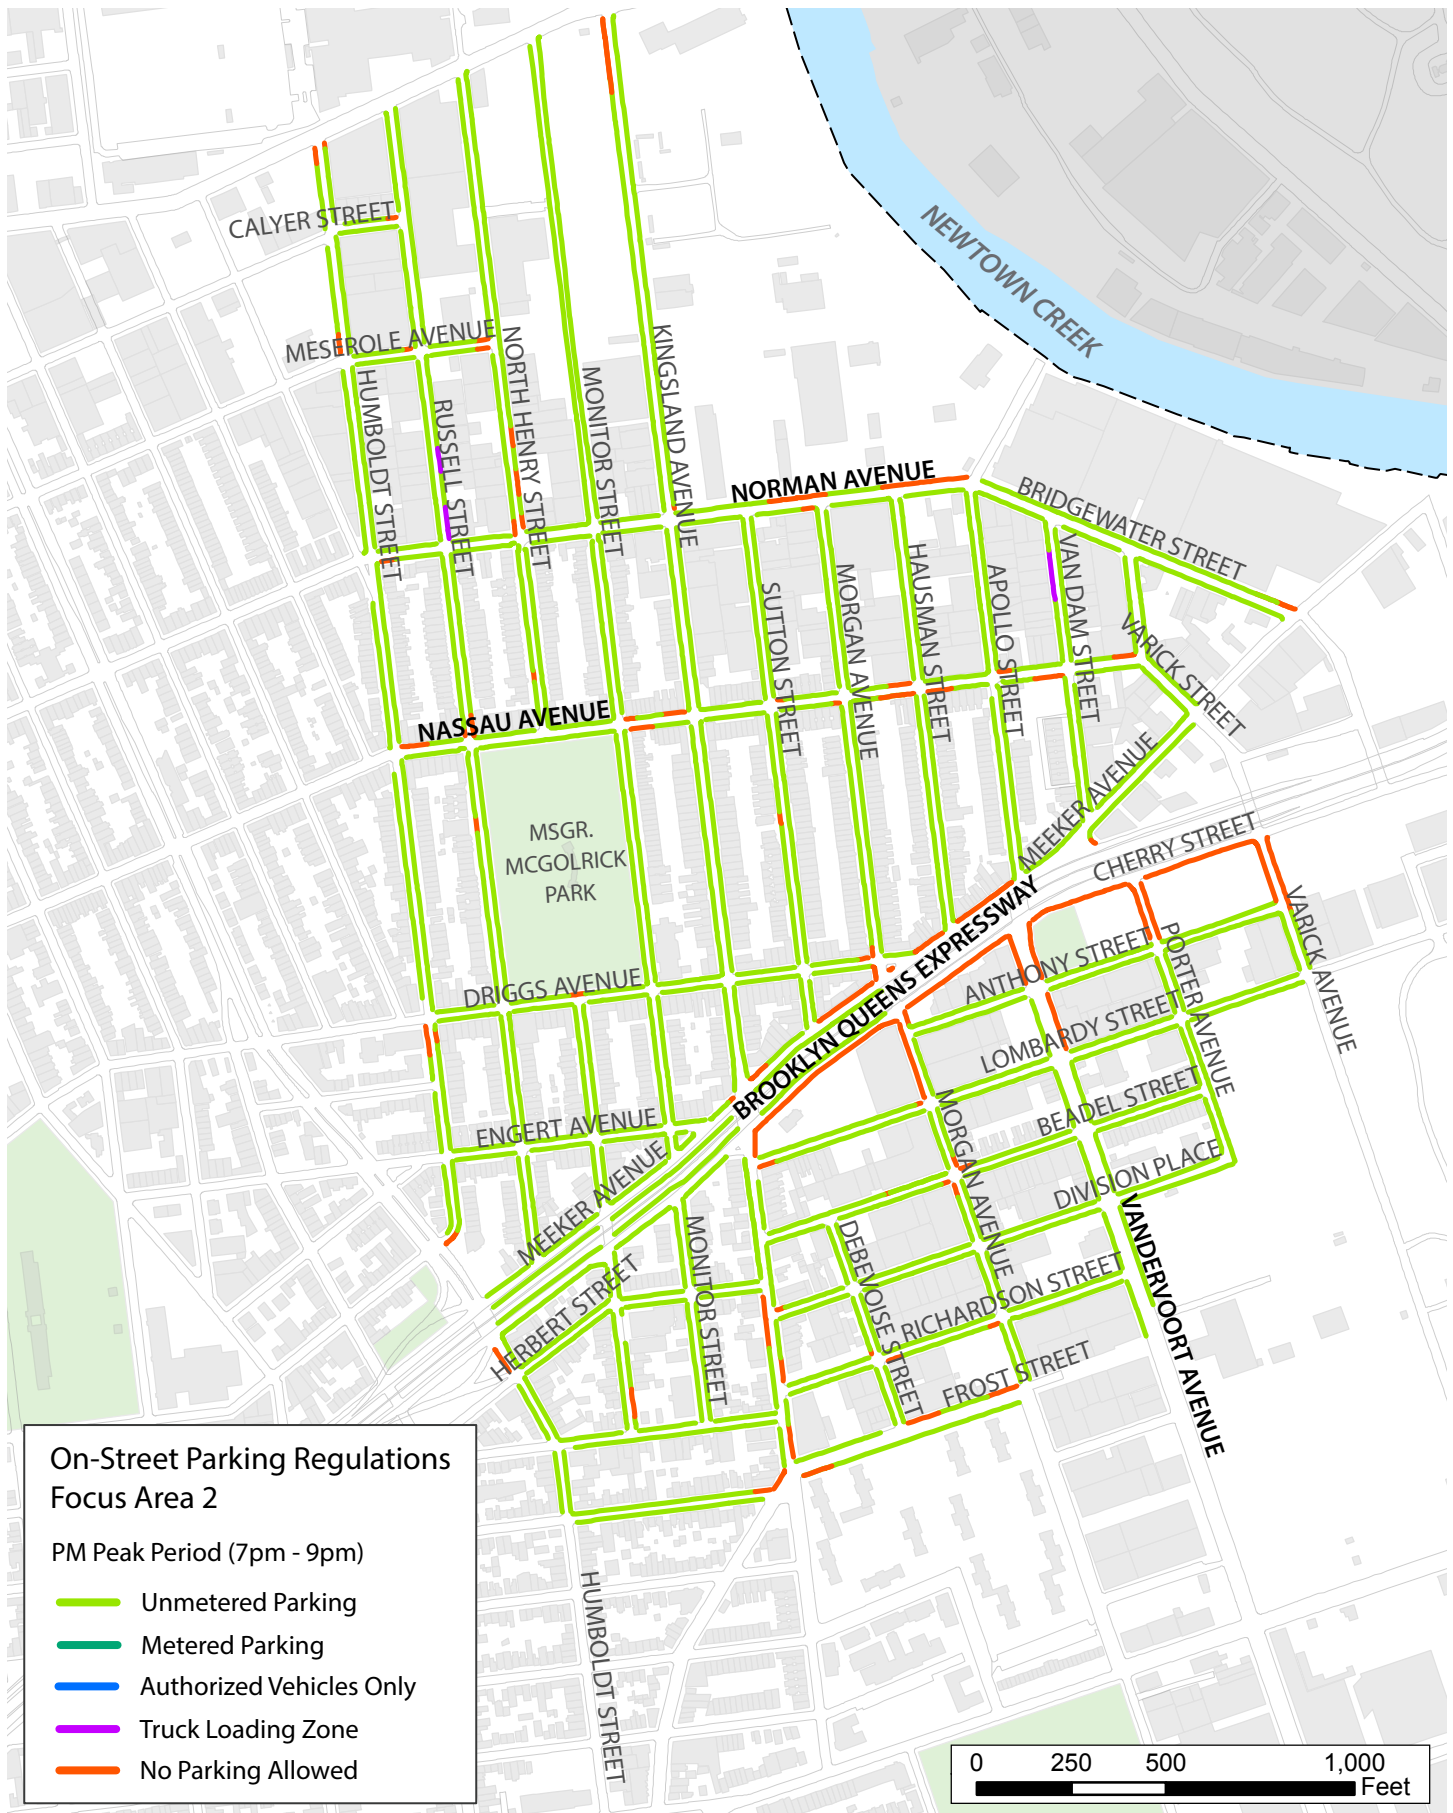 CALYER STREET
NEWTOWN CREEK
MESEROLE AVENUE
HUMBOLDT STREET
RUSSELL STREET
NORTH HENRY STREET
MONITOR STREET
KINGSLAND AVENUE
NORMAN AVENUE
BRIDGEWATER STREET
SUTTON STREET
MORGAN AVENUE
HAUSMAN STREET
APOLLO STREET
VANDAM STREET
VARICK STREET
NASSAU AVENUE
MEEKER AVENUE
MSGR.
MCGOLRICK
PARK
CHERRY STREET
BROOKLYN QUEENS EXPRESSWAY
VARICK AVENUE
PORTER AVENUE
ANTHONY STREET
DRIGGS AVENUE
LOMBARDY STREET
BEADEL STREET
ENGERT AVENUE
MORGAN AVENUE
MEEKER AVENUE
DIVISION PLACE
VANDERVOORT AVENUE
MONITOR STREET
DEBEVOISE STREET
HERBERT STREET
RICHARDSON STREET
FROST STREET
HUMBOLDT STREET
On-Street Parking Regulations
Focus Area 2
PM Peak Period (7pm - 9pm)
Unmetered Parking
Metered Parking
Authorized Vehicles Only
Truck Loading Zone
No Parking Allowed
0 250 500 1,000
Feet